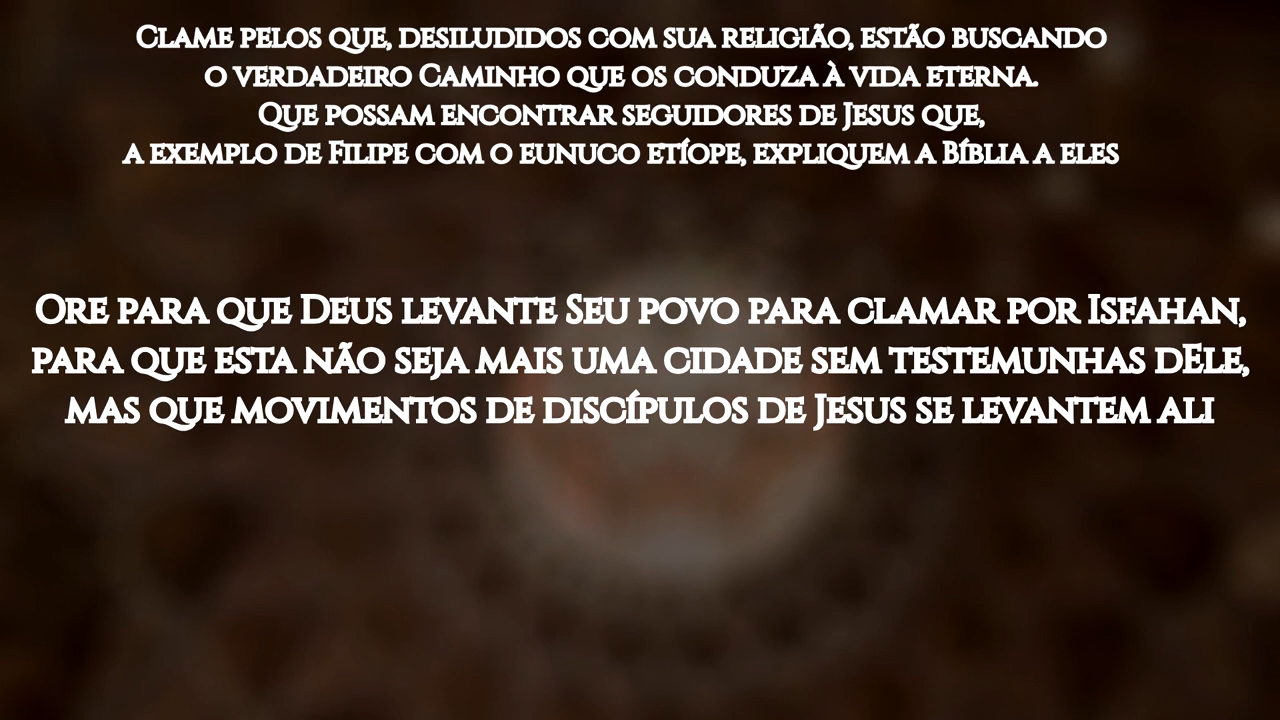 Clame pelos que, desiludidos com sua religião, estão buscando
o verdadeiro Caminho que os conduza à vida eterna.
Que possam encontrar seguidores de Jesus que,
a exemplo de Filipe com o eunuco etíope, expliquem a Bíblia a eles
Ore para que Deus levante Seu povo para clamar por Isfahan,
para que esta não seja mais uma cidade sem testemunhas dEle,
mas que movimentos de discípulos de Jesus se levantem ali